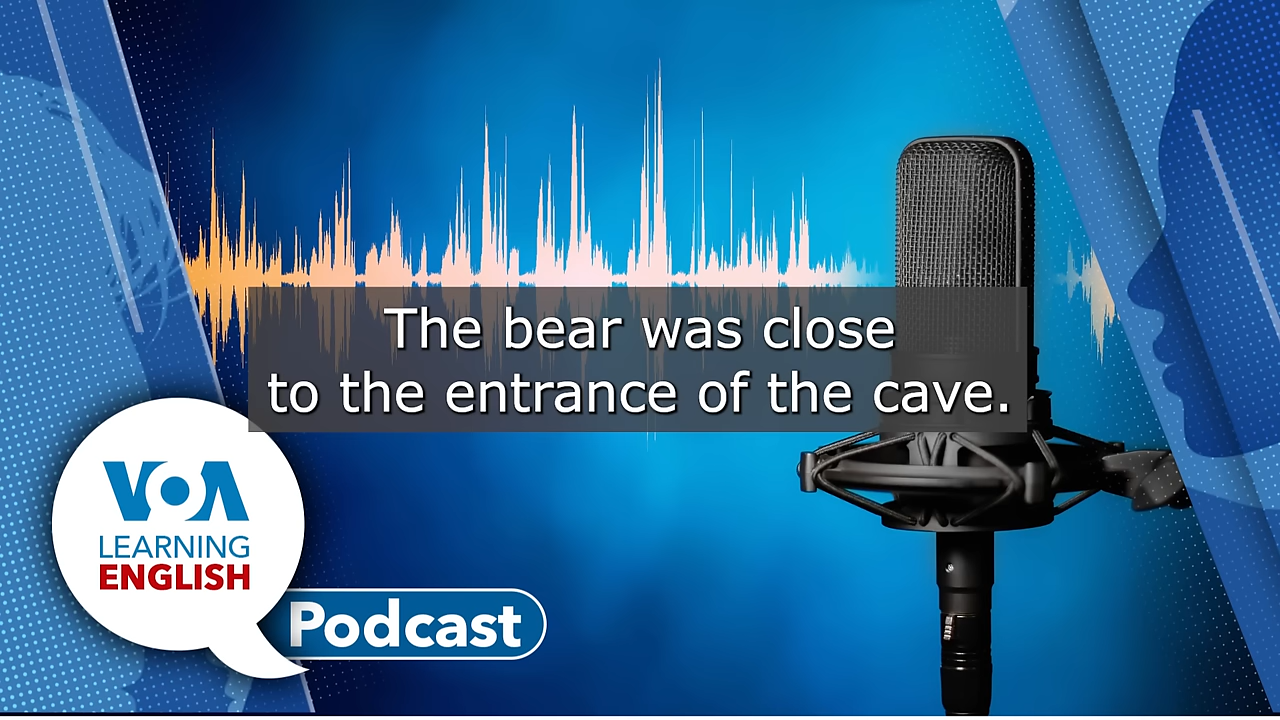 The bear was close
to the entrance of the cave.
VOA
LEARNING
ENGLISH
Podcast